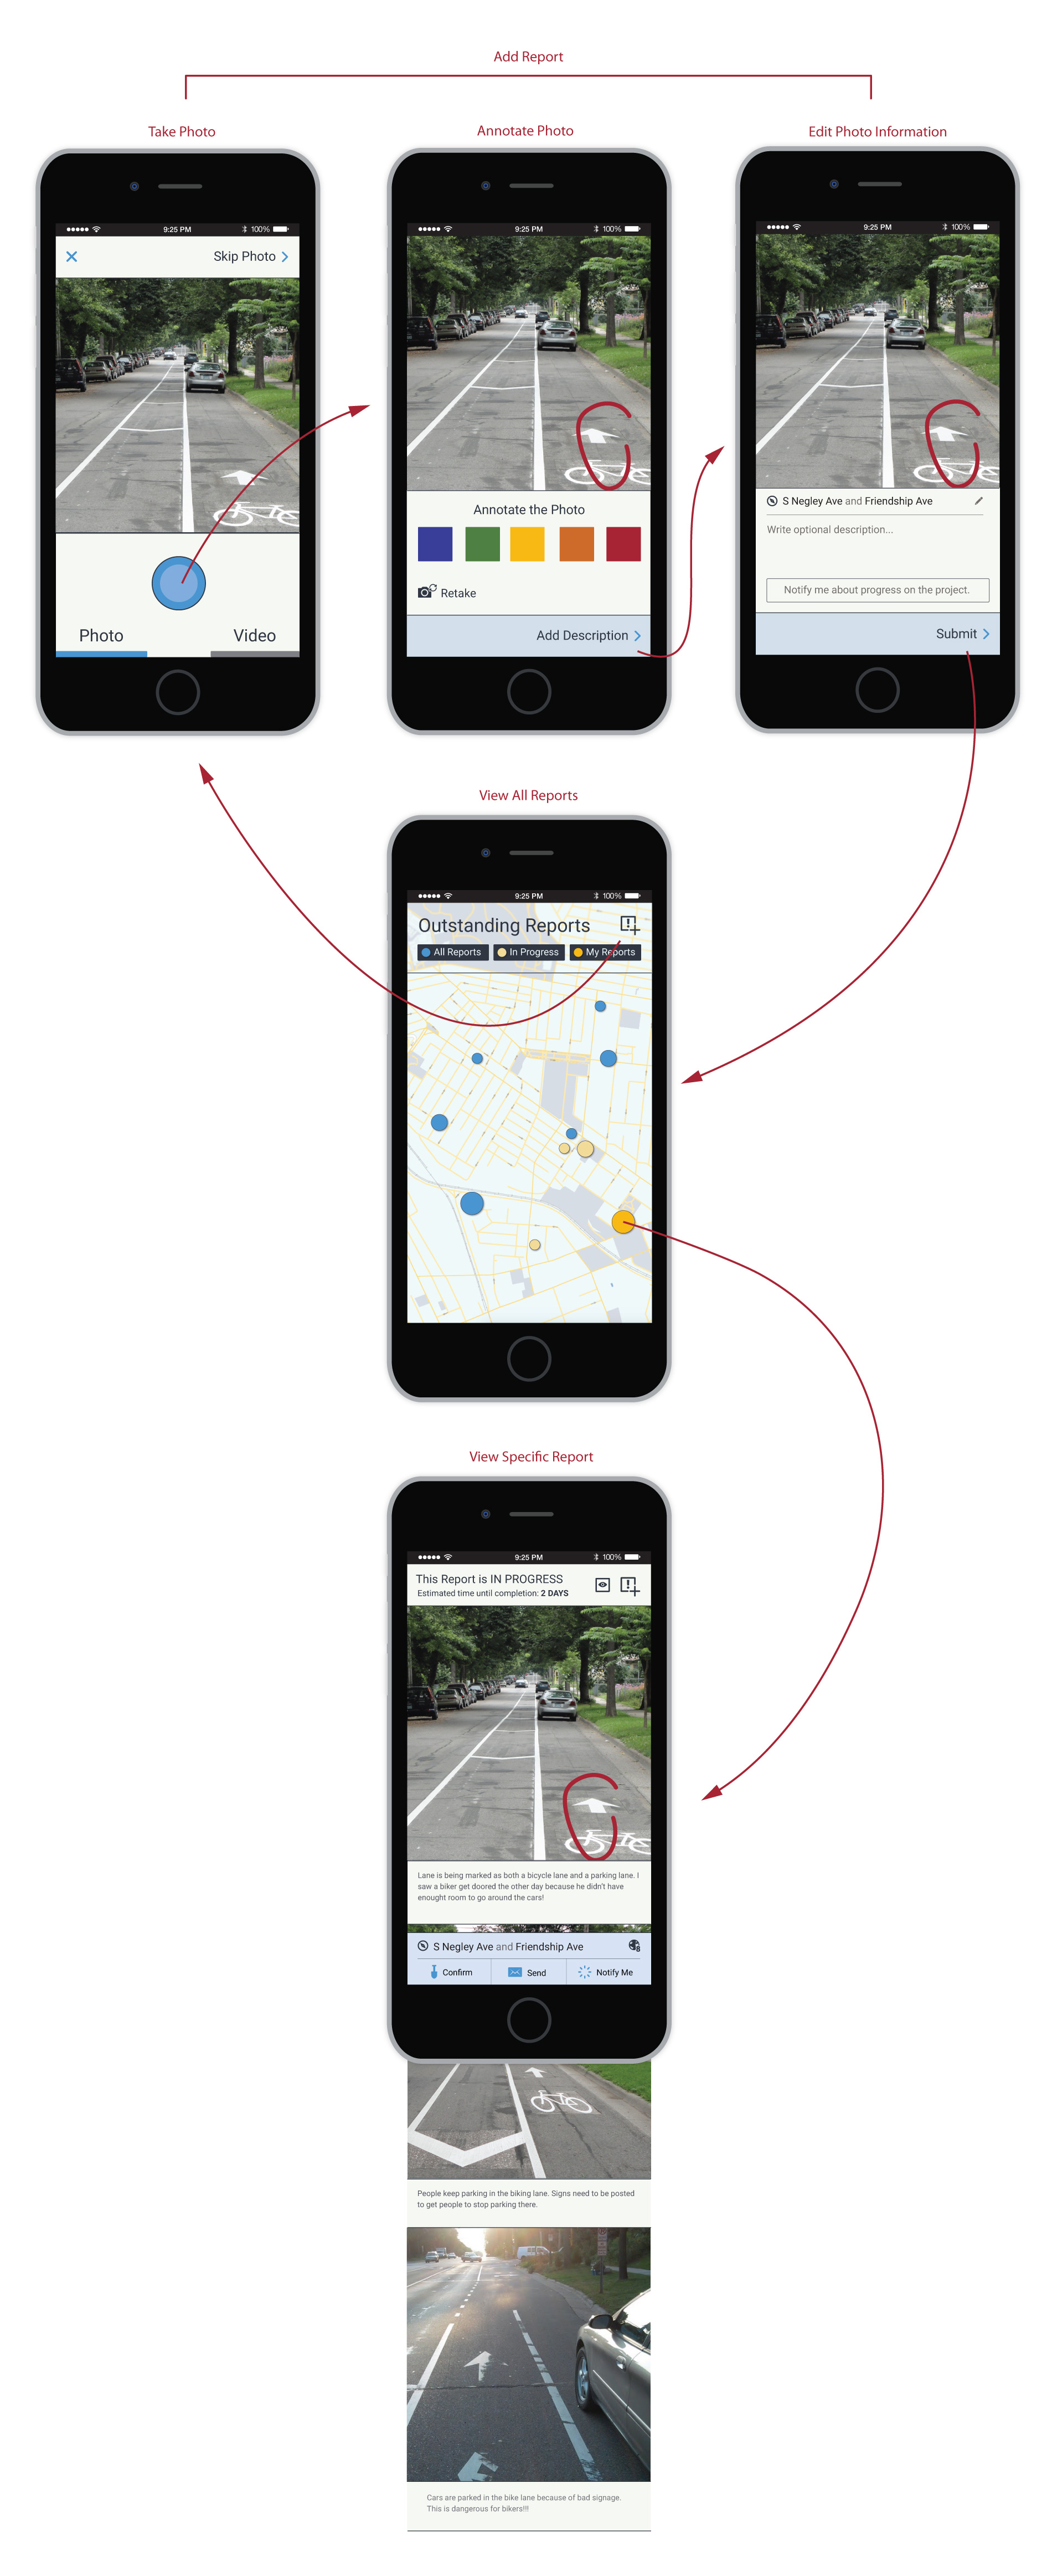 Add Report
Take Photo
Annotate Photo
Edit Photo Information
9:25 PM
100%
Skip Photo
Photo
Video
9:25 PM
100%
Annotate the Photo
Retake
Add Description
9:25 PM
100%
S Negley Ave and Friendship Ave
Write optional description...
Notify me about progress on the project.
Submit
View All Reports
9:25 PM
100%
Outstanding Reports
All Reports
In Progress
My Reports
View Specific Report
9:25 PM
100%
This Report is IN PROGRESS
Estimated time until completion: 2 DAYS
Lane is being marked as both a bicycle lane and a parking lane. I
saw a biker get doored the other day because he didn't have
enought room to go around the cars!
S Negley Ave and Friendship Ave
Confirm
Send
Notify Me
People keep parking in the biking lane. Signs need to be posted
to get people to stop parking there.
Cars are parked in the bike lane because of bad signage.
This is dangerous for bikers!!!